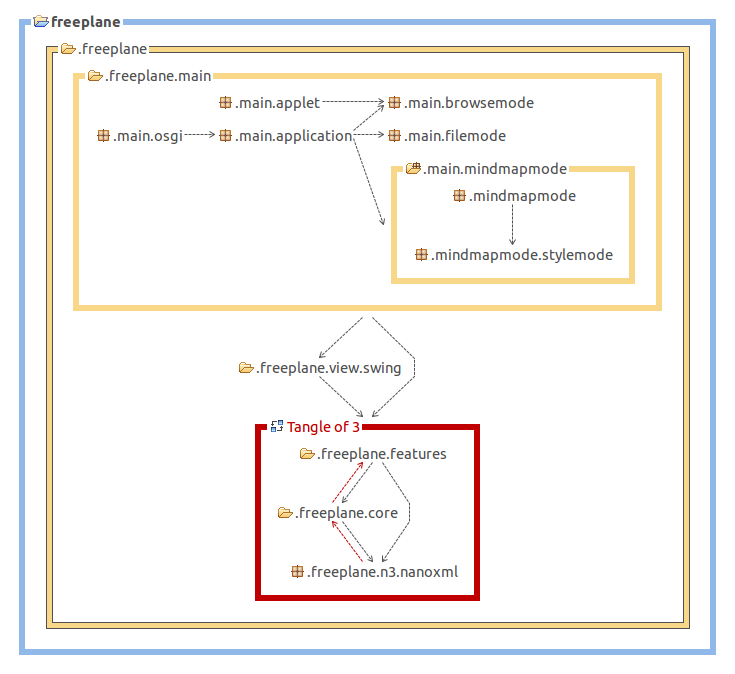 freeplane
.freeplane
.freeplane.main
.main.applet .main.browsemode
.main.osgi .main.application .main.filemode
.main.mindmapmode
.mindmapmode
.mindmapmode.stylemode
.freeplane.view.swing
Tangle of 3
.freeplane.features
.freeplane.core
.freeplane.n3.nanoxml